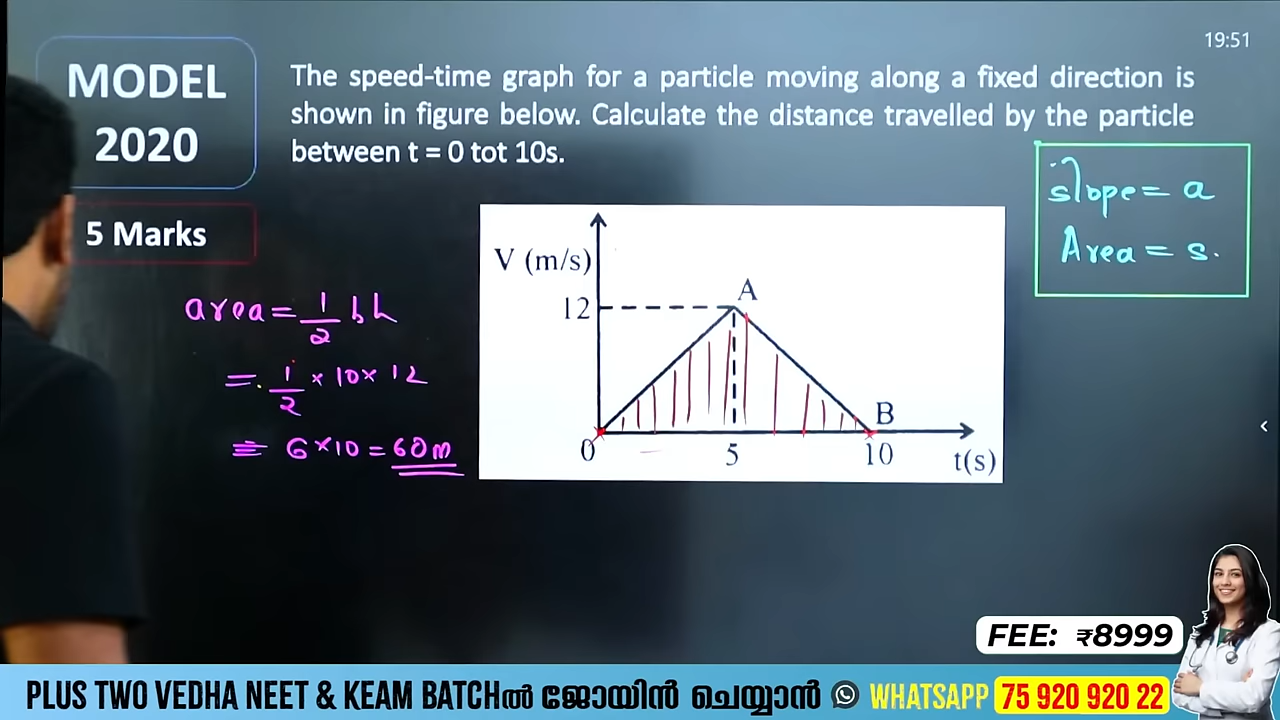 19:51
MODEL
2020
The speed-time graph for a particle moving along a fixed direction is
shown in figure below. Calculate the distance travelled by the particle
between t = 0 tot 10s.
5 Marks
slope = a
Area = s.
area = 1/2 bh
= 1/2 × 10 × 12
= 6×10 = 60m
V (m/s)
12
A
B
0
5
10
t(s)
FEE: ₹8999
PLUS TWO VEDHA NEET & KEAM BATCHൽ ജോയിൻ ചെയ്യാൻ WHATSAPP 75 920 920 22